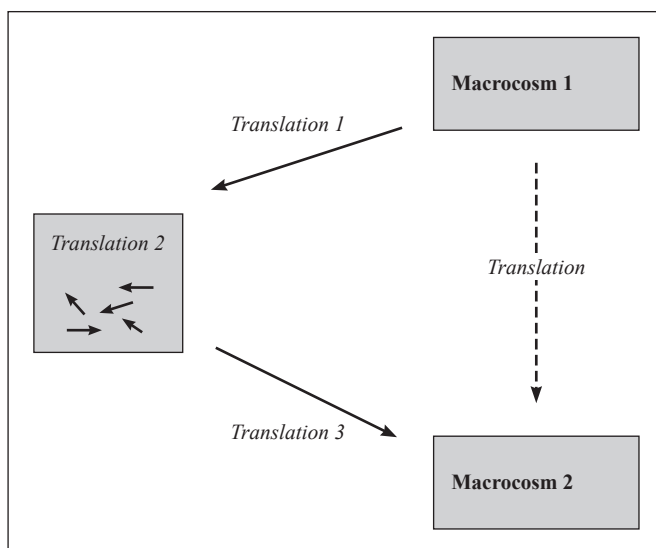 Macrocosm 1
Translation 1
Translation 2
Translation
Translation 3
Macrocosm 2